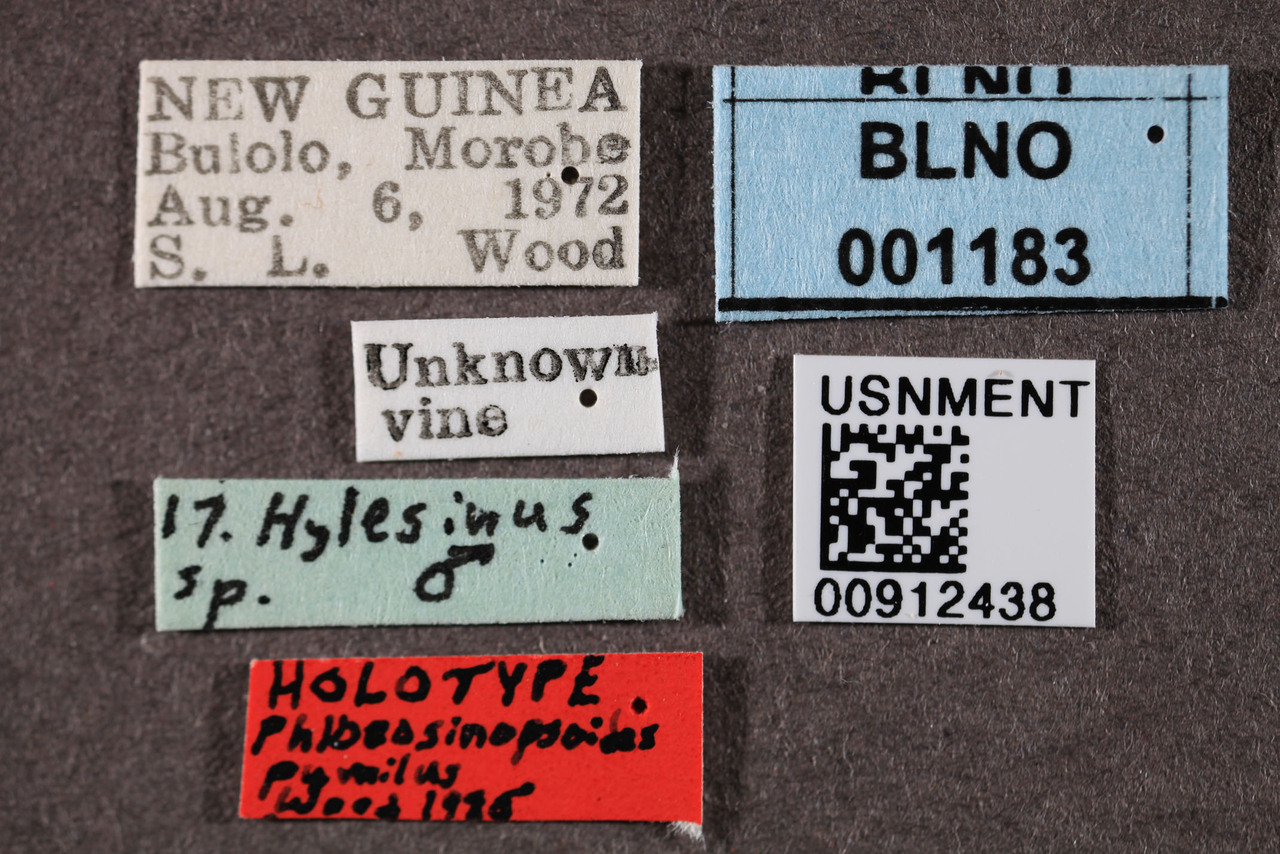 NEW GUINEA
Bulolo, Morobe
Aug. 6, 1972
S. L. Wood
Unknown
vine
17. Hylesinus
sp. ♂
HOLOTYPE
Phloeosinopsoides
pumilus
Wood 1986
BLNO
001183
USNMENT
00912438